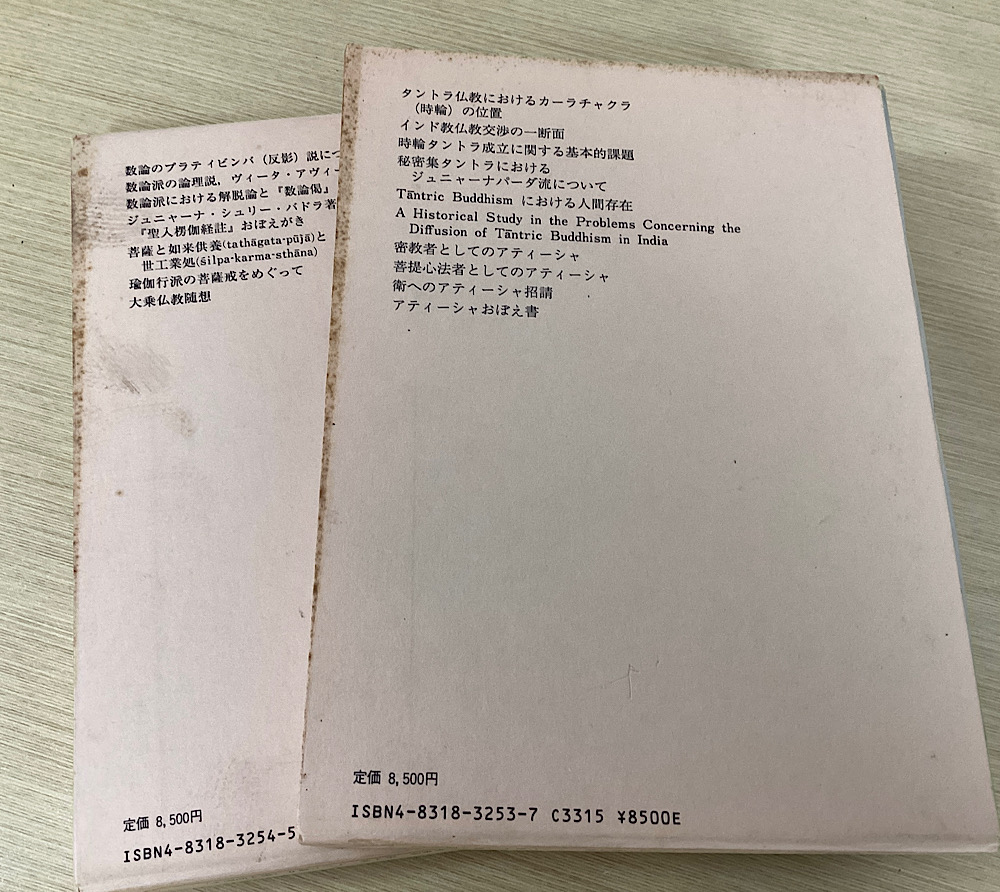 数論のプラティビンバ（反影）説につ
数論派の論理説，ヴィータ・アヴィー
数論派における解脱論と『数論偈』
ジュニャーナ・シュリー・バドラ著
『聖入楞伽経註』おぼえがき
菩薩と如来供養(tathāgata-pūjā)と
世工業処(śilpa-karma-sthāna)
瑜伽行派の菩薩戒をめぐって
大乗仏教随想
定価 8,500円
ISBN4-8318-3254-5
タントラ仏教におけるカーラチャクラ
（時輪）の位置
インド教仏教交渉の一断面
時輪タントラ成立に関する基本的課題
秘密集タントラにおける
ジュニャーナパーダ流について
Tāntric Buddhism における人間存在
A Historical Study in the Problems Concerning the
Diffusion of Tāntric Buddhism in India
密教者としてのアティーシャ
菩提心法者としてのアティーシャ
衛へのアティーシャ招請
アティーシャおぼえ書
定価 8,500円
ISBN4-8318-3253-7 C3315 ¥8500E